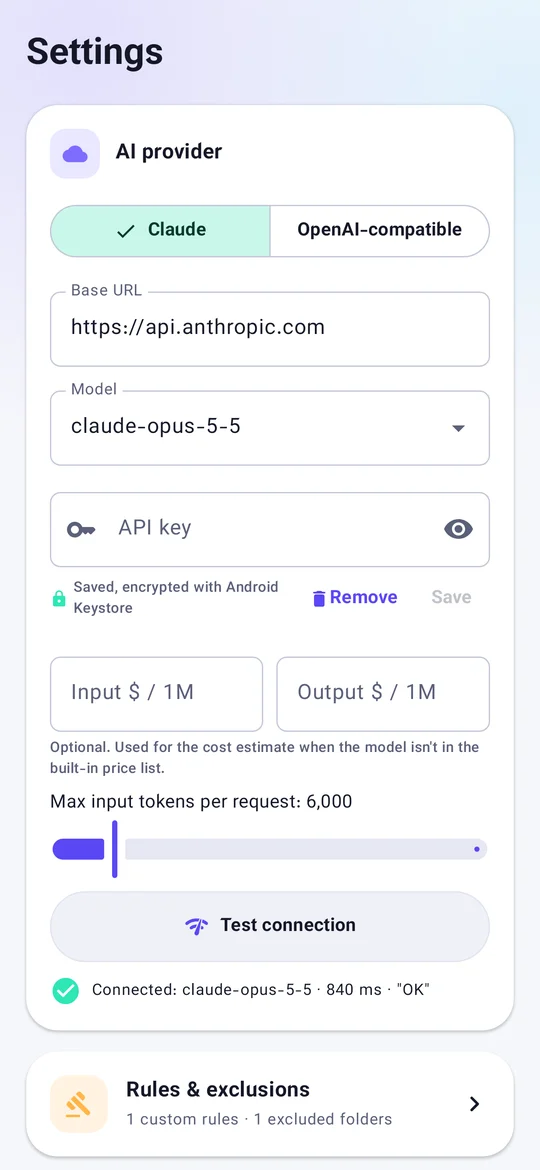 Settings
AI provider
Claude
OpenAI-compatible
Base URL
https://api.anthropic.com
Model
claude-opus-5-5
API key
Saved, encrypted with Android
Keystore
Remove
Save
Input $ / 1M
Output $ / 1M
Optional. Used for the cost estimate when the model isn't in the
built-in price list.
Max input tokens per request: 6,000
Test connection
Connected: claude-opus-5-5 · 840 ms · "OK"
Rules & exclusions
1 custom rules · 1 excluded folders